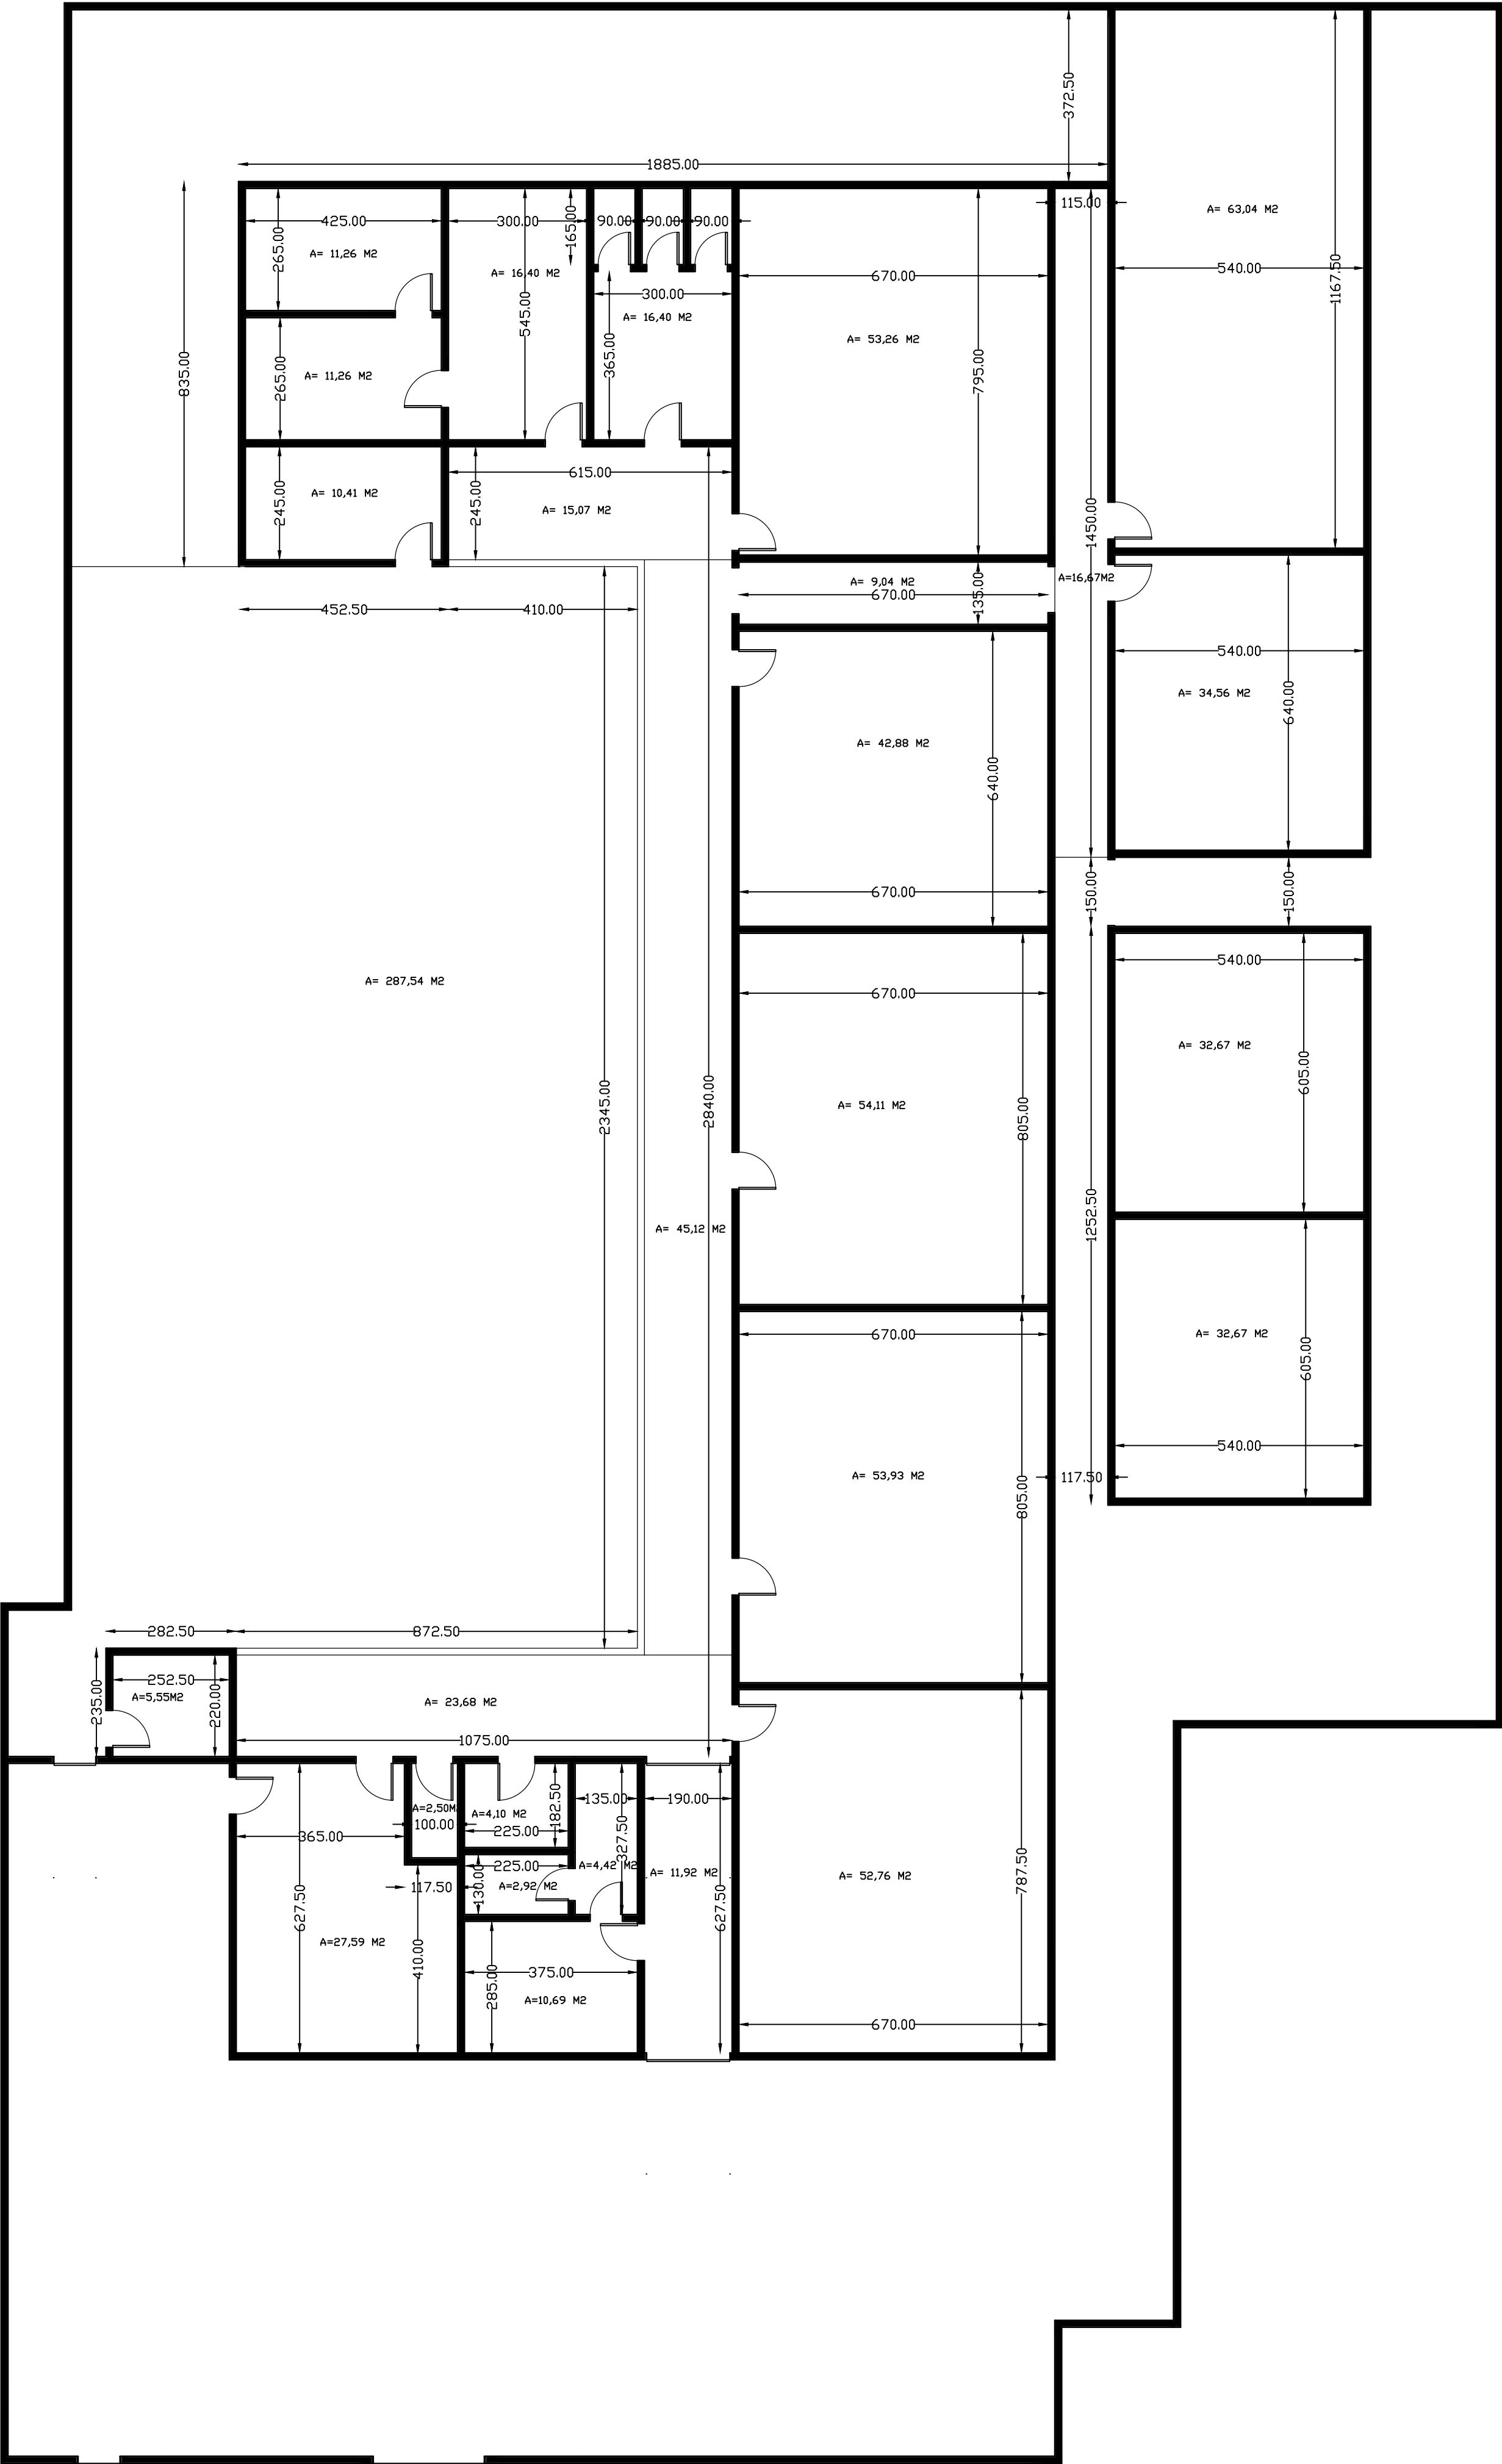 372.50
1885.00
115.00
A= 63,04 M2
425.00
300.00
165.00
90.00
90.00
90.00
265.00
A= 11,26 M2
A= 16,40 M2
545.00
300.00
A= 16,40 M2
670.00
540.00
1167.50
A= 53,26 M2
835.00
365.00
795.00
265.00
A= 11,26 M2
615.00
245.00
A= 10,41 M2
245.00
A= 15,07 M2
1450.00
A= 9,04 M2
670.00
135.00
A=16,67M2
452.50
410.00
540.00
A= 34,56 M2
640.00
A= 42,88 M2
640.00
670.00
150.00
150.00
540.00
A= 287,54 M2
670.00
A= 32,67 M2
605.00
2345.00
2840.00
A= 54,11 M2
805.00
1252.50
A= 45,12 M2
670.00
A= 32,67 M2
605.00
540.00
A= 53,93 M2
805.00
117.50
282.50
872.50
235.00
252.50
A=5,55M2
220.00
A= 23,68 M2
1075.00
A=2,50M
100.00
A=4,10 M2
182.50
225.00
135.00
190.00
327.50
365.00
225.00
A=4,42 M2
A= 11,92 M2
A= 52,76 M2
787.50
117.50
130.00
A=2,92 M2
627.50
627.50
A=27,59 M2
410.00
375.00
285.00
A=10,69 M2
670.00